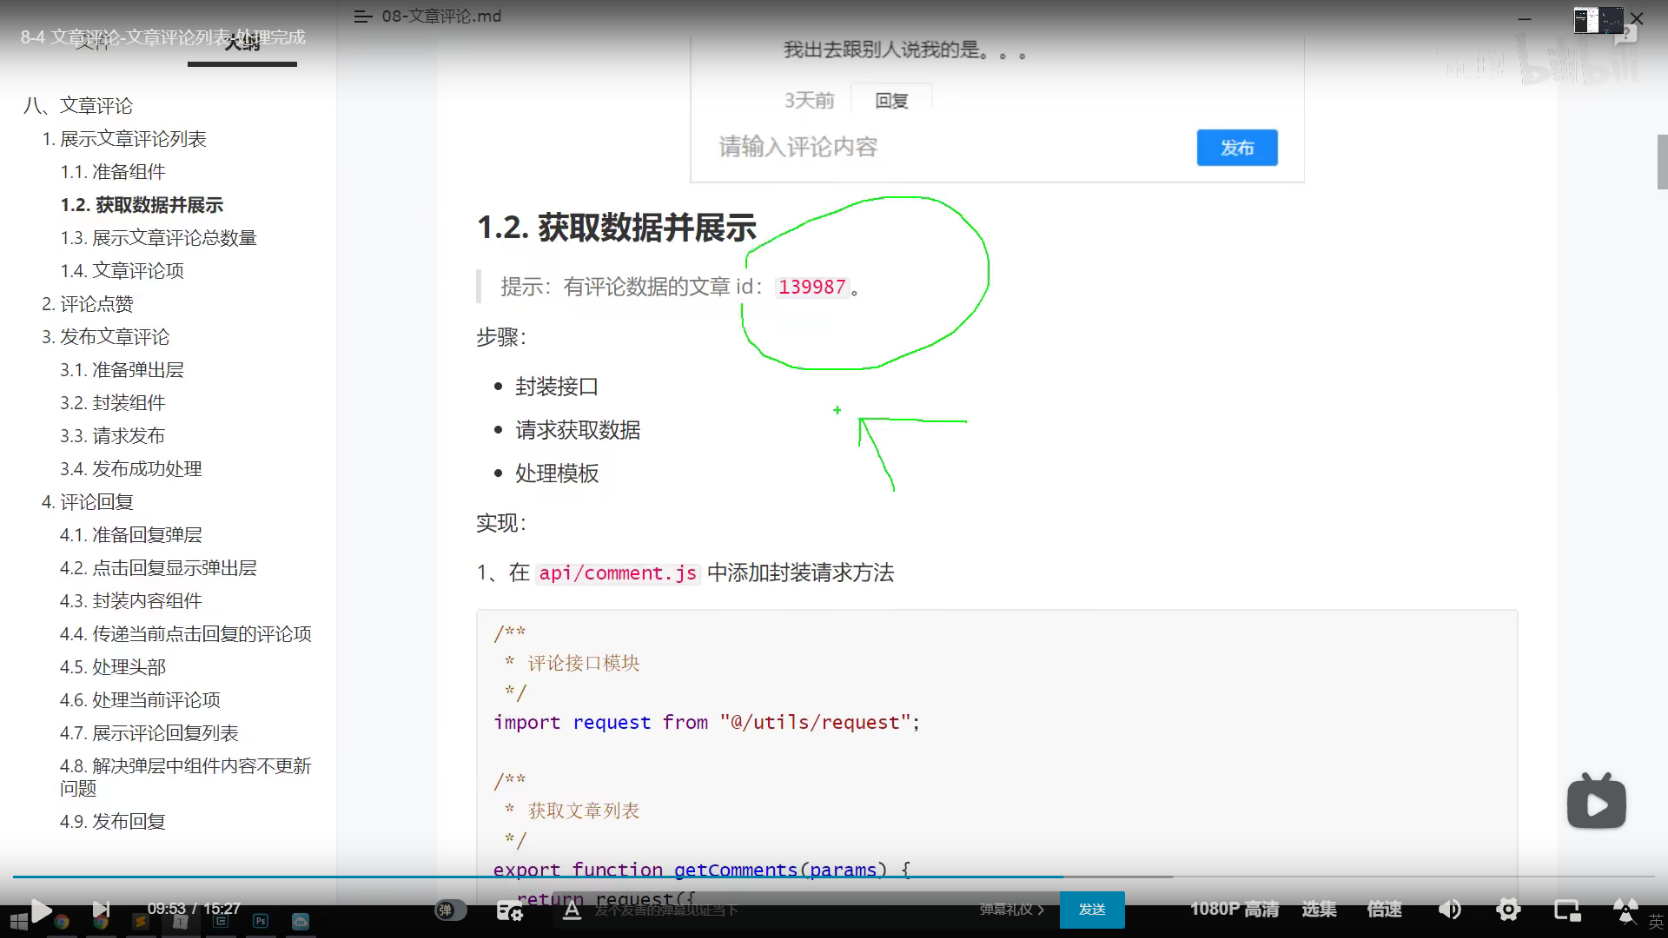 08-文章评论.md
8-4 文章评论-文章评论列表-处理完成
文件
大纲
八、文章评论
1. 展示文章评论列表
1.1. 准备组件
1.2. 获取数据并展示
1.3. 展示文章评论总数量
1.4. 文章评论项
2. 评论点赞
3. 发布文章评论
3.1. 准备弹出层
3.2. 封装组件
3.3. 请求发布
3.4. 发布成功处理
4. 评论回复
4.1. 准备回复弹层
4.2. 点击回复显示弹出层
4.3. 封装内容组件
4.4. 传递当前点击回复的评论项
4.5. 处理头部
4.6. 处理当前评论项
4.7. 展示评论回复列表
4.8. 解决弹层中组件内容不更新
问题
4.9. 发布回复
我出去跟别人说我的是。。。
3天前 回复
请输入评论内容 发布
1.2. 获取数据并展示
提示：有评论数据的文章 id：139987。
步骤：
• 封装接口
• 请求获取数据
• 处理模板
实现：
1、在 api/comment.js 中添加封装请求方法
/**
* 评论接口模块
*/
import request from "@/utils/request";
/**
* 获取文章列表
*/
export function getComments(params) {
return request({
09:53 / 15:27
弹
发个友善的弹幕见证当下
弹幕礼仪 >
发送
1080P 高清 选集 倍速
英